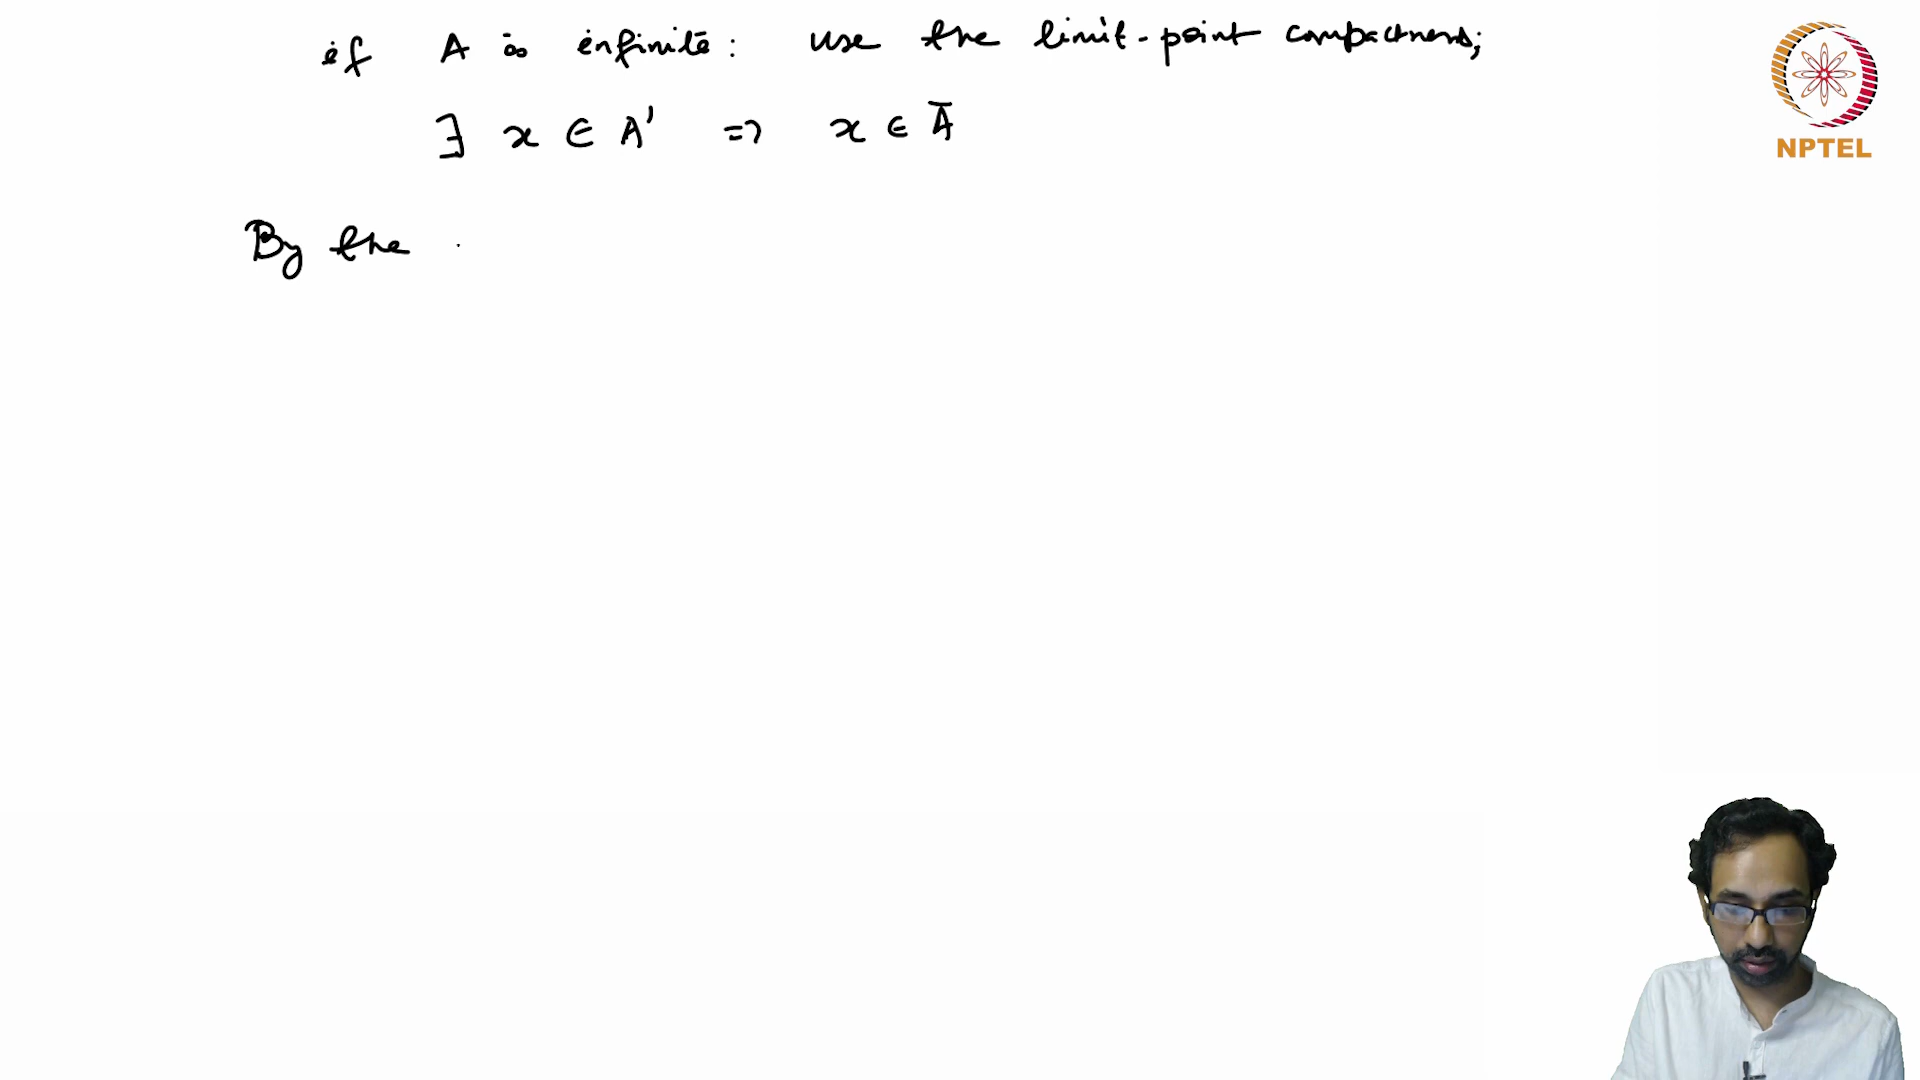 if A is infinite : use the limit-point compactness;
∃ x ∈ A' => x ∈ Ā
By the
NPTEL